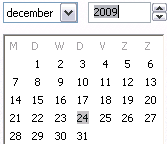 december 2009
M D W D V Z Z
1 2 3 4 5 6
7 8 9 10 11 12 13
14 15 16 17 18 19 20
21 22 23 24 25 26 27
28 29 30 31